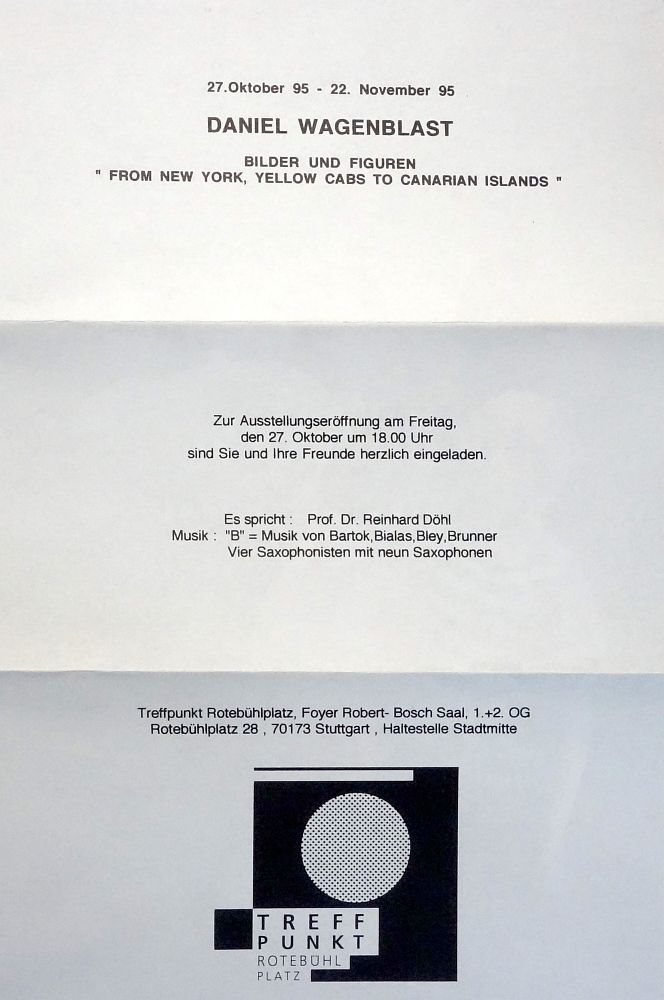 27.Oktober 95 - 22. November 95
DANIEL WAGENBLAST
BILDER UND FIGUREN
" FROM NEW YORK, YELLOW CABS TO CANARIAN ISLANDS "
Zur Ausstellungseröffnung am Freitag,
den 27. Oktober um 18.00 Uhr
sind Sie und Ihre Freunde herzlich eingeladen.
Es spricht : Prof. Dr. Reinhard Döhl
Musik : "B" = Musik von Bartok,Bialas,Bley,Brunner
Vier Saxophonisten mit neun Saxophonen
Treffpunkt Rotebühlplatz, Foyer Robert- Bosch Saal, 1.+2. OG
Rotebühlplatz 28 , 70173 Stuttgart , Haltestelle Stadtmitte
TREFF
PUNKT
ROTEBÜHL
PLATZ